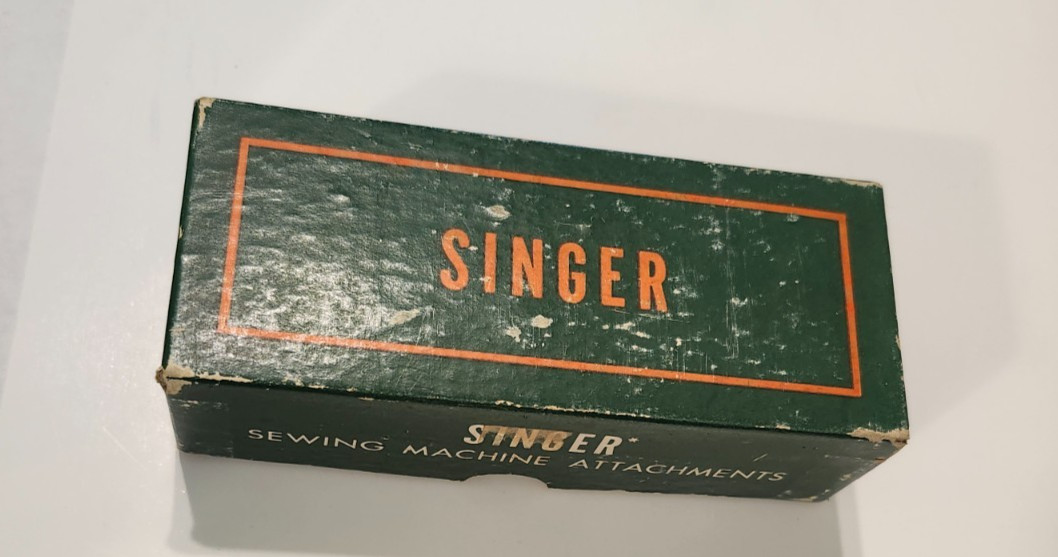 SINGER
SINGER*
SEWING MACHINE ATTACHMENTS